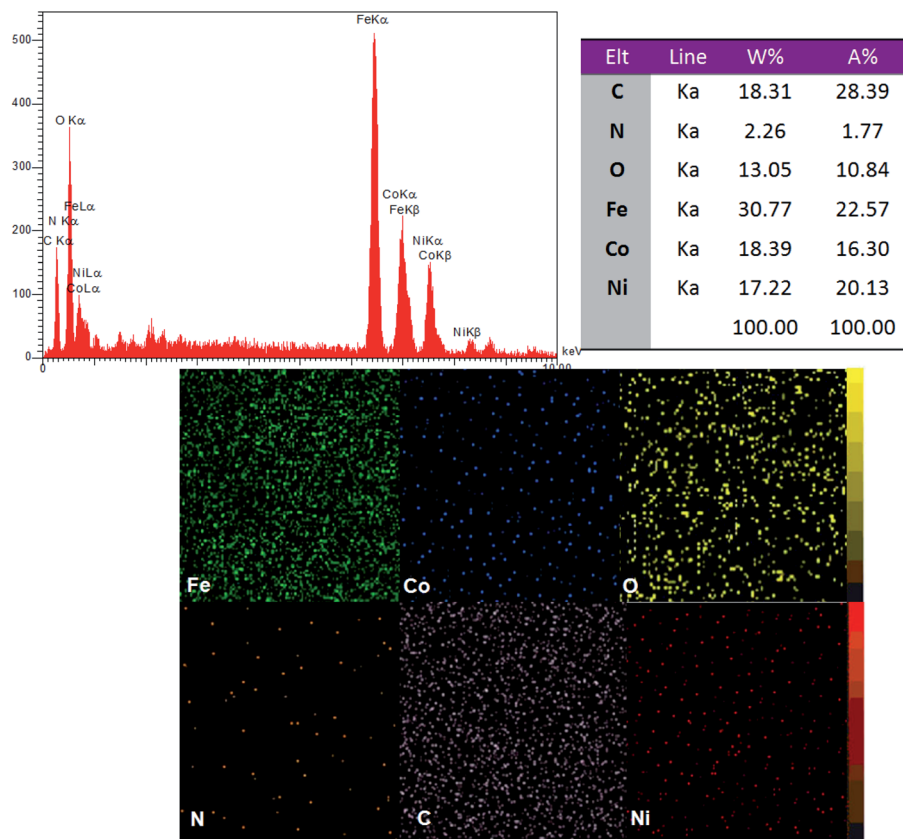 FeKα
500
400
O Kα
300
FeLα
CoKα
N Kα
FeKβ
200
C Kα
NiKα
CoKβ
NiLα
CoLα
100
NiKβ
0
keV
0
Elt Line W% A%
C Ka 18.31 28.39
N Ka 2.26 1.77
O Ka 13.05 10.84
Fe Ka 30.77 22.57
Co Ka 18.39 16.30
Ni Ka 17.22 20.13
100.00 100.00
Fe Co O
N C Ni